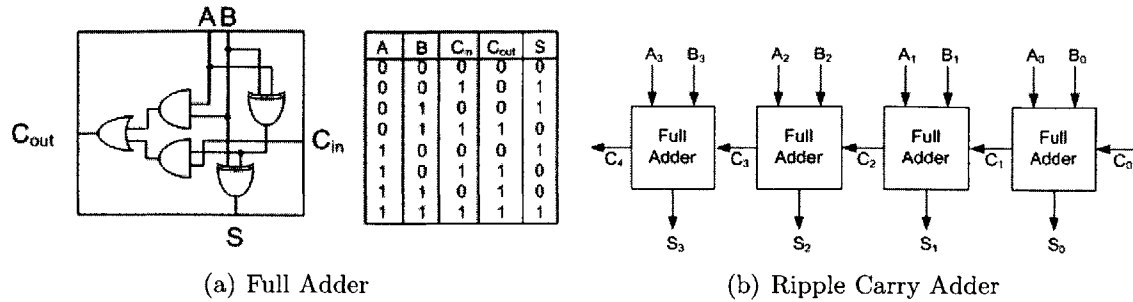 A B
C_out
C_in
S
A B C_in C_out S
0 0 0 0 0
0 0 1 0 1
0 1 0 0 1
0 1 1 1 0
1 0 0 0 1
1 0 1 1 0
1 1 0 1 0
1 1 1 1 1
(a) Full Adder
A_3 B_3 A_2 B_2 A_1 B_1 A_0 B_0
Full Adder
Full Adder
Full Adder
Full Adder
C_4 C_3 C_2 C_1 C_0
S_3 S_2 S_1 S_0
(b) Ripple Carry Adder